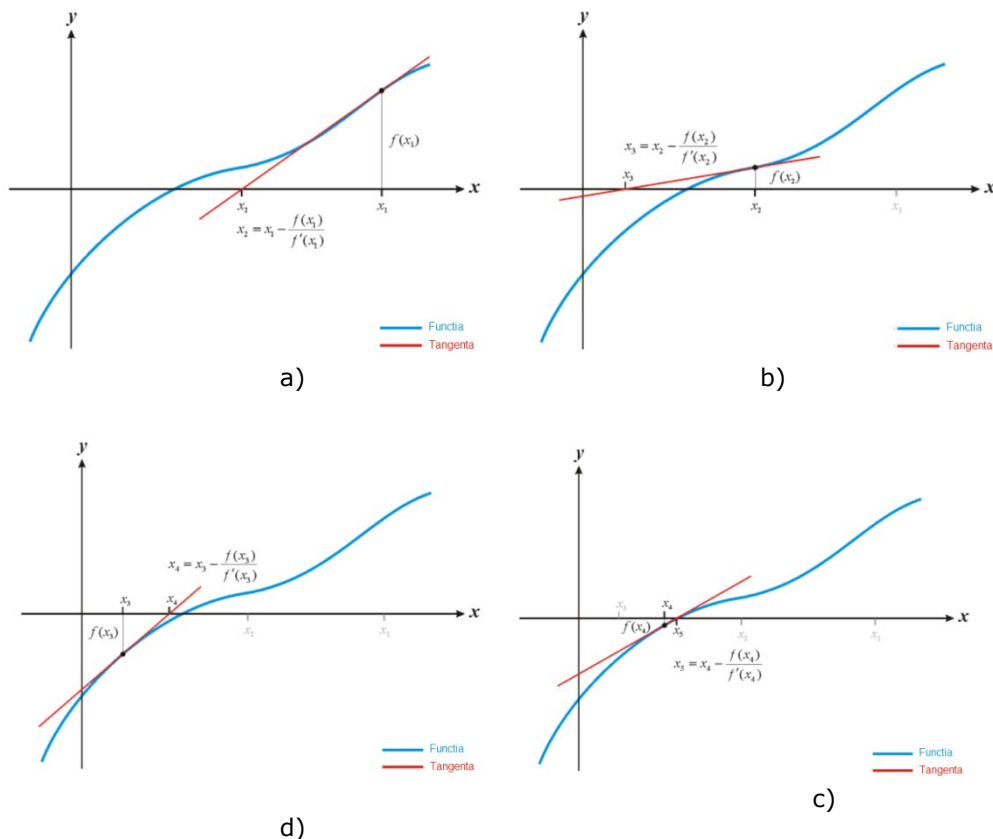 y
f(x₁)
x
x₂
x₁
x₂ = x₁ − f(x₁)/f'(x₁)
Functia
Tangenta
a)
y
x₃ = x₂ − f(x₂)/f'(x₂)
x₃
f(x₂)
x
x₂
x₁
Functia
Tangenta
b)
y
x₄ = x₃ − f(x₃)/f'(x₃)
x₃
x₄
x
f(x₃)
x₂
x₁
Functia
Tangenta
d)
y
x₃
x₄
x
f(x₄)
x₅
x₂
x₁
x₅ = x₄ − f(x₄)/f'(x₄)
Functia
Tangenta
c)